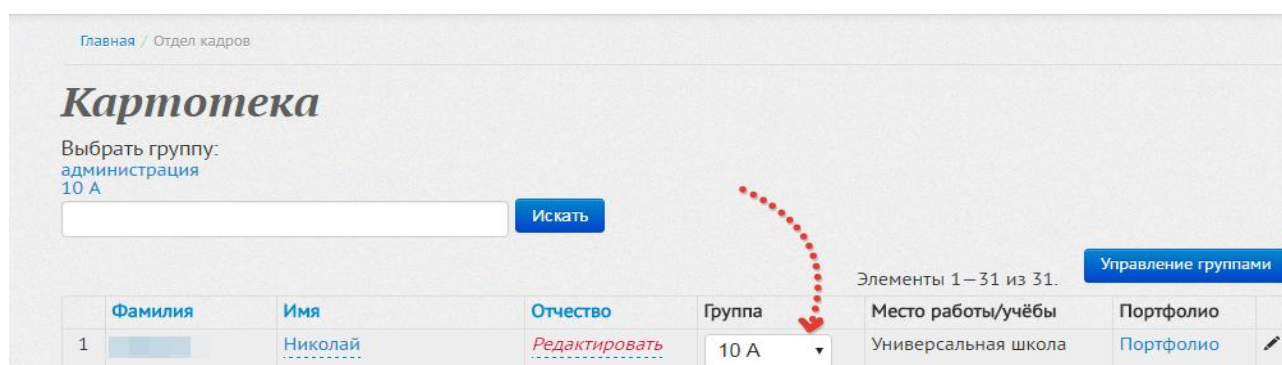 Главная / Отдел кадров
Картотека
Выбрать группу:
администрация
10 А
Искать
Управление группами
Элементы 1—31 из 31.
Фамилия Имя Отчество Группа Место работы/учёбы Портфолио
1 Николай Редактировать 10 А Универсальная школа Портфолио